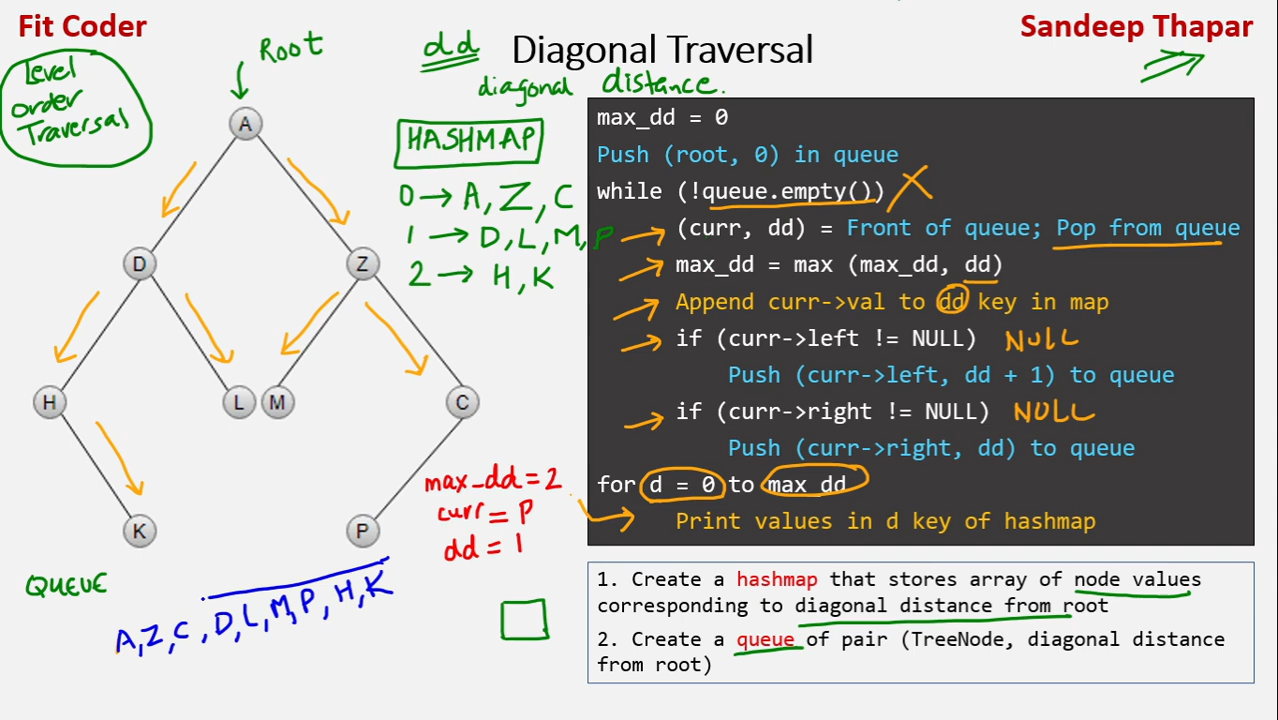 Fit Coder
Sandeep Thapar
Diagonal Traversal
Level
order
Traversal
Root
dd
diagonal distance.
HASHMAP
0 → A, Z, C
1 → D, L, M, P
2 → H, K
A
D
Z
H
L
M
C
K
P
max_dd = 0
Push (root, 0) in queue
while (!queue.empty())
(curr, dd) = Front of queue; Pop from queue
max_dd = max (max_dd, dd)
Append curr->val to dd key in map
if (curr->left != NULL) NULL
Push (curr->left, dd + 1) to queue
if (curr->right != NULL) NULL
Push (curr->right, dd) to queue
for d = 0 to max_dd
Print values in d key of hashmap
max_dd = 2
curr = P
dd = 1
QUEUE
A, Z, C, D, L, M, P, H, K
1. Create a hashmap that stores array of node values
corresponding to diagonal distance from root
2. Create a queue of pair (TreeNode, diagonal distance
from root)